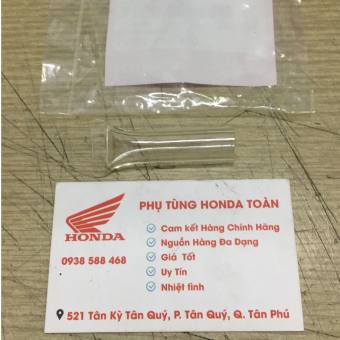 PHỤ TÙNG HONDA TOÀN
Cam kết Hàng Chính Hãng
Nguồn Hàng Đa Dạng
Giá Tốt
Uy Tín
Nhiệt tình
HONDA
0938 588 468
521 Tân Kỳ Tân Quý, P. Tân Quý, Q. Tân Phú